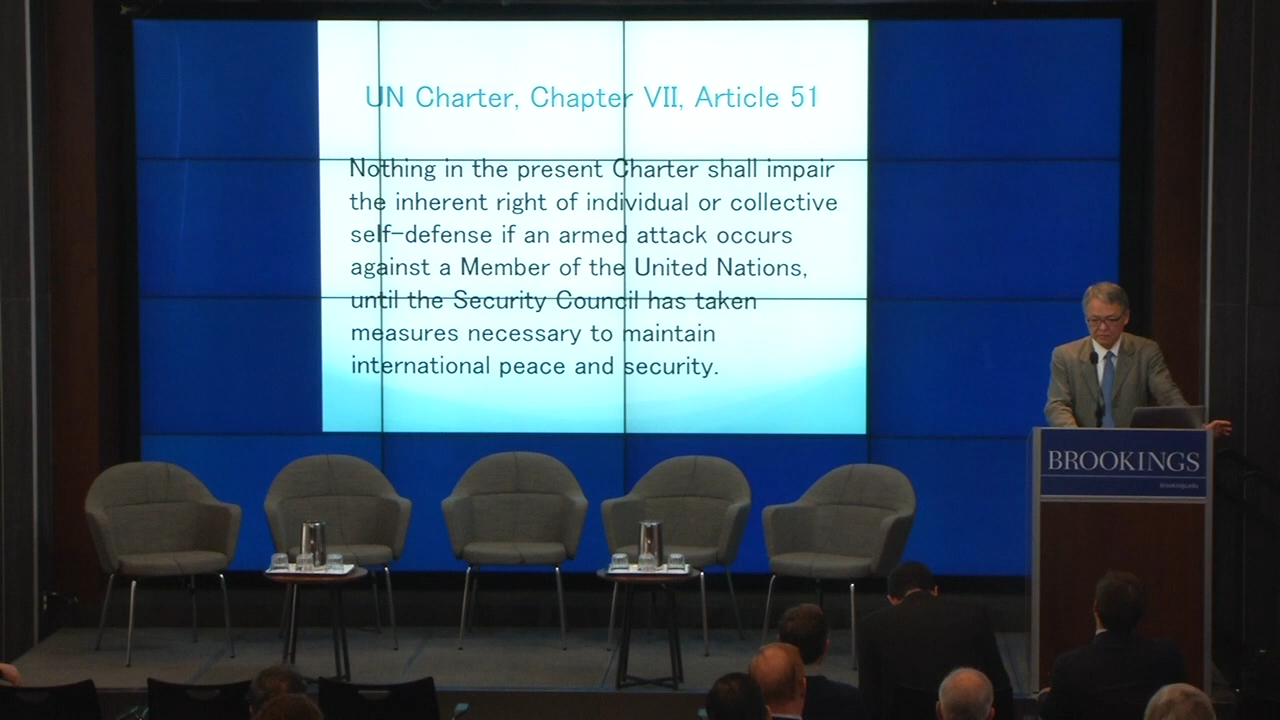 UN Charter, Chapter VII, Article 51
Nothing in the present Charter shall impair
the inherent right of individual or collective
self-defense if an armed attack occurs
against a Member of the United Nations,
until the Security Council has taken
measures necessary to maintain
international peace and security.
BROOKINGS
brookings.edu